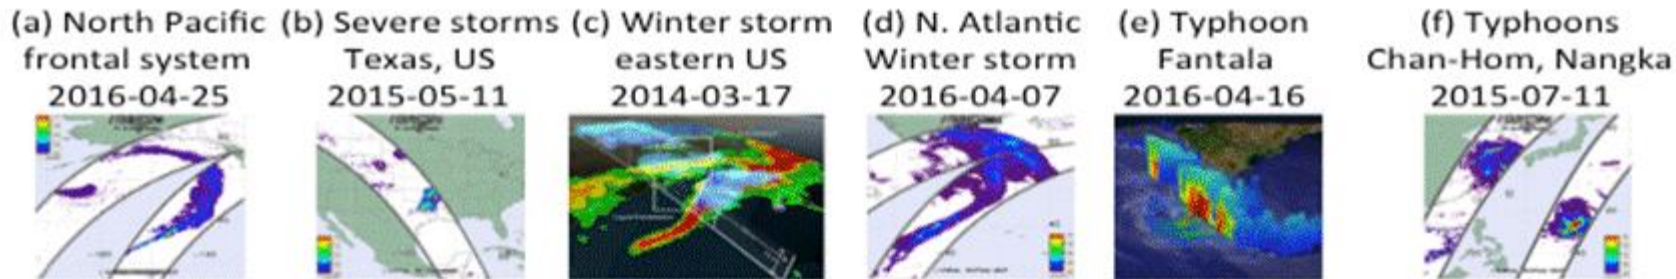 (a) North Pacific
frontal system
2016-04-25
(b) Severe storms
Texas, US
2015-05-11
(c) Winter storm
eastern US
2014-03-17
(d) N. Atlantic
Winter storm
2016-04-07
(e) Typhoon
Fantala
2016-04-16
(f) Typhoons
Chan-Hom, Nangka
2015-07-11